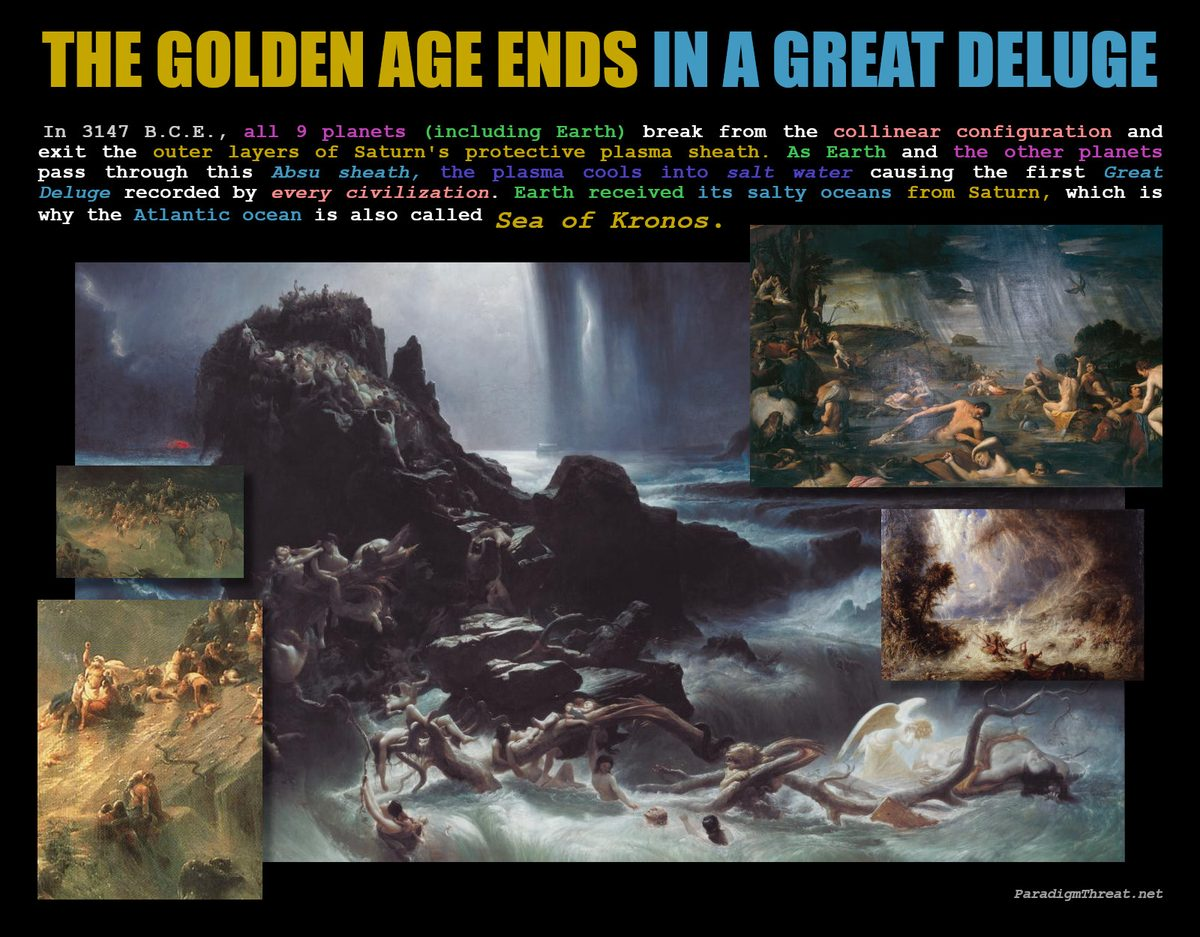 THE GOLDEN AGE ENDS IN A GREAT DELUGE
In 3147 B.C.E., all 9 planets (including Earth) break from the collinear configuration and
exit the outer layers of Saturn's protective plasma sheath. As Earth and the other planets
pass through this Absu sheath, the plasma cools into salt water causing the first Great
Deluge recorded by every civilization. Earth received its salty oceans from Saturn, which is
why the Atlantic ocean is also called Sea of Kronos.
ParadigmThreat.net